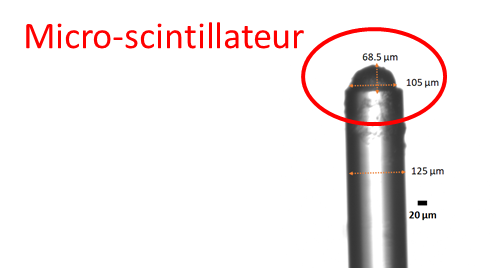 Micro-scintillateur
68.5 µm
105 µm
125 µm
20 µm